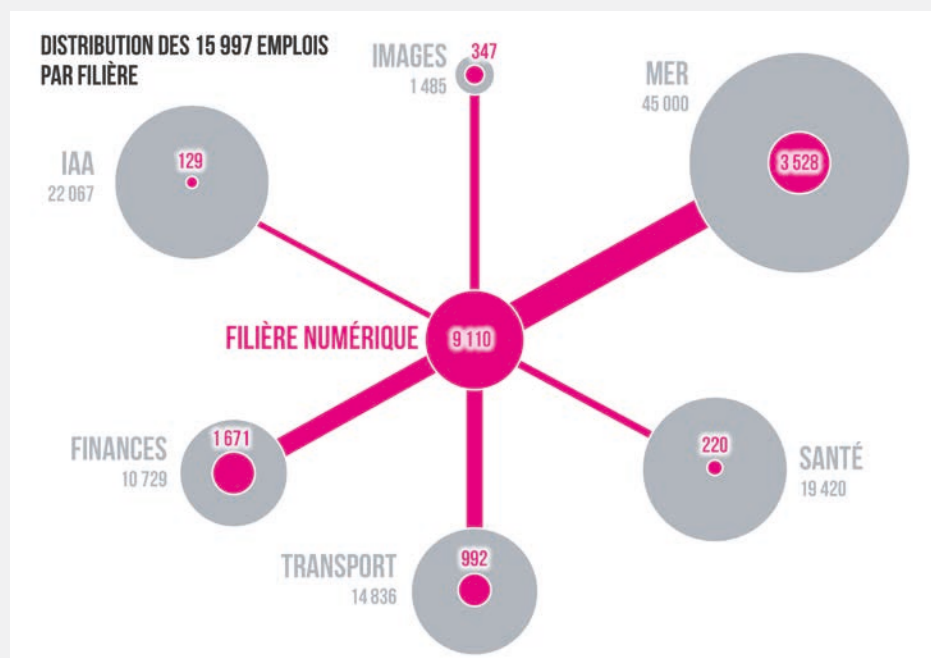 DISTRIBUTION DES 15 997 EMPLOIS
PAR FILIÈRE
IMAGES
1 485
347
MER
45 000
3 528
IAA
22 067
129
FILIÈRE NUMÉRIQUE
9 110
FINANCES
10 729
1 671
220
SANTÉ
19 420
TRANSPORT
14 836
992